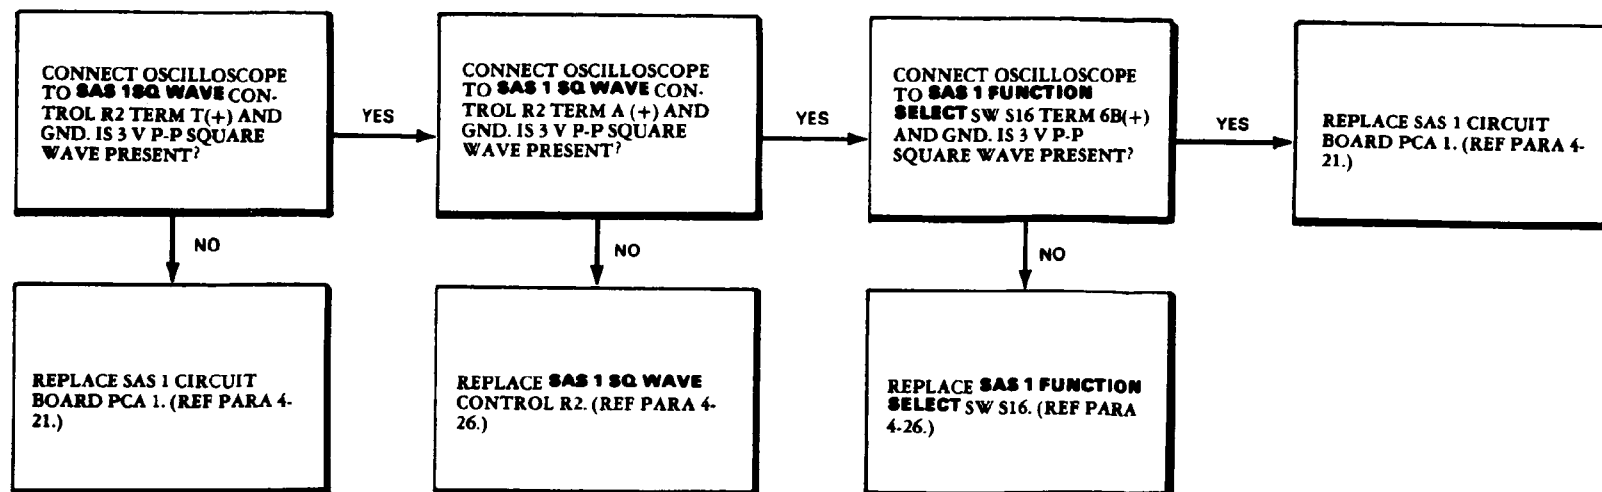 CONNECT OSCILLOSCOPE
TO SAS 1SQ WAVE CON-
TROL R2 TERM T(+) AND
GND. IS 3 V P-P SQUARE
WAVE PRESENT?
YES
CONNECT OSCILLOSCOPE
TO SAS 1 SQ WAVE CON-
TROL R2 TERM A (+) AND
GND. IS 3 V P-P SQUARE
WAVE PRESENT?
YES
CONNECT OSCILLOSCOPE
TO SAS 1 FUNCTION
SELECT SW S16 TERM 6B(+)
AND GND. IS 3 V P-P
SQUARE WAVE PRESENT?
YES
REPLACE SAS 1 CIRCUIT
BOARD PCA 1. (REF PARA 4-
21.)
NO
NO
NO
REPLACE SAS 1 CIRCUIT
BOARD PCA 1. (REF PARA 4-
21.)
REPLACE SAS 1 SQ WAVE
CONTROL R2. (REF PARA 4-
26.)
REPLACE SAS 1 FUNCTION
SELECT SW S16. (REF PARA
4-26.)